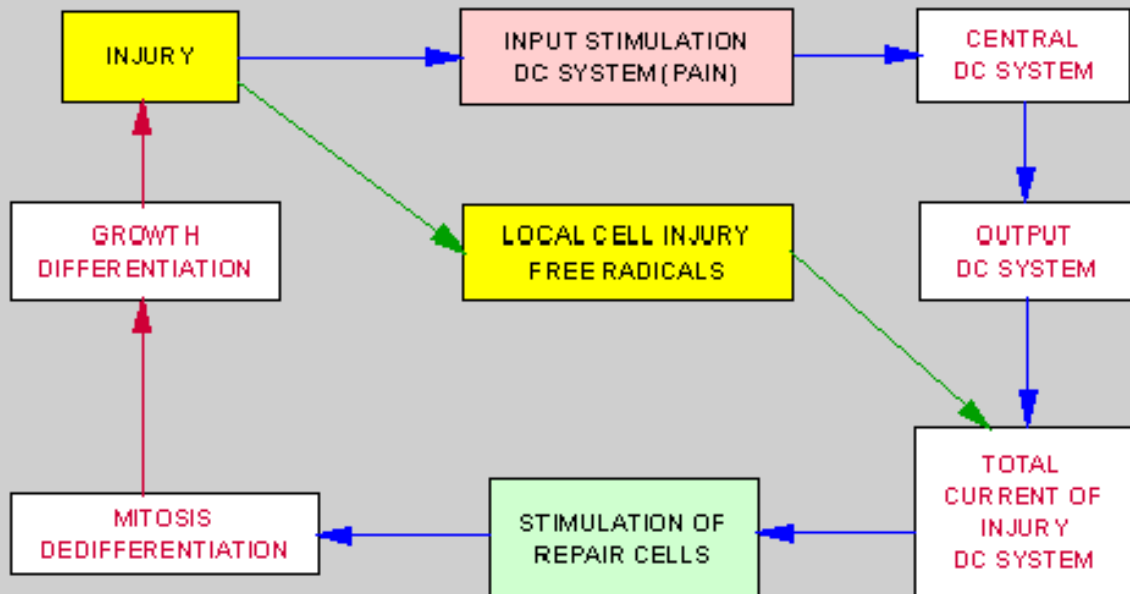 INJURY
INPUT STIMULATION
DC SYSTEM (PAIN)
CENTRAL
DC SYSTEM
GROWTH
DIFFERENTIATION
LOCAL CELL INJURY
FREE RADICALS
OUTPUT
DC SYSTEM
MITOSIS
DEDIFFERENTIATION
STIMULATION OF
REPAIR CELLS
TOTAL
CURRENT OF
INJURY
DC SYSTEM